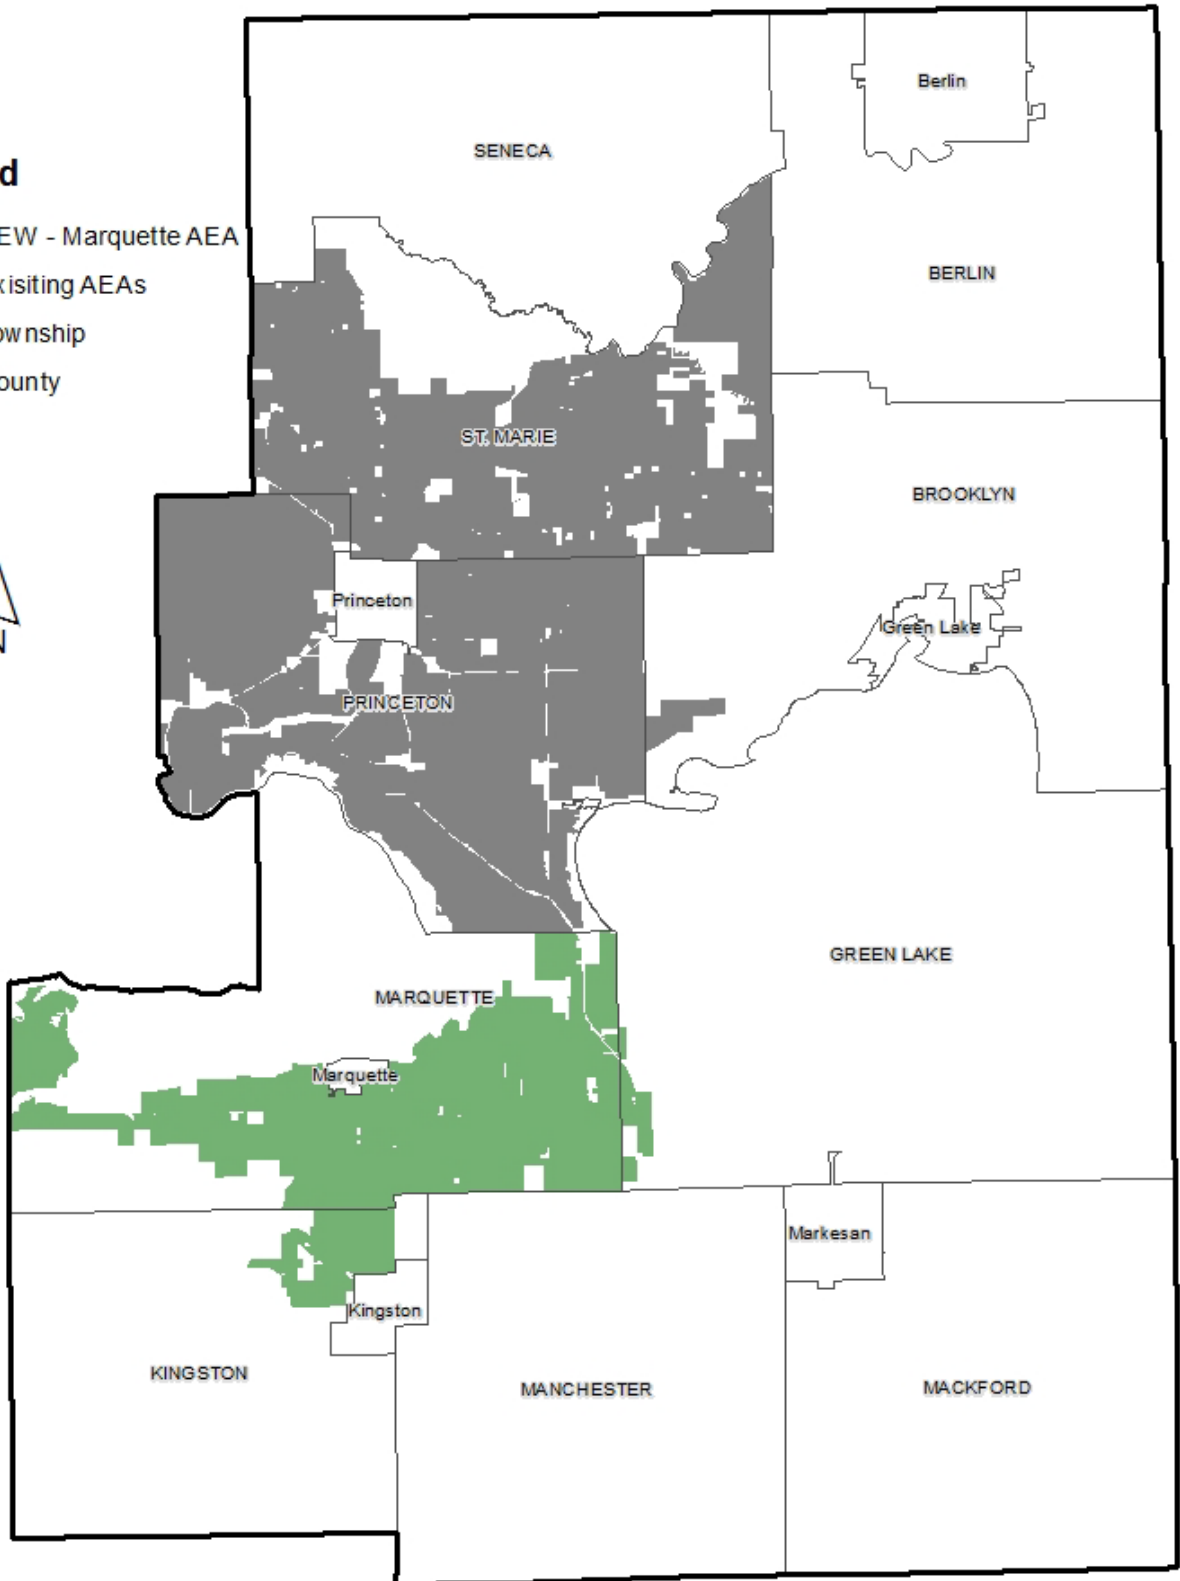 d
EW - Marquette AEA
xisiting AEAs
ownship
ounty
N
Berlin
SENECA
BERLIN
ST. MARIE
BROOKLYN
Princeton
Green Lake
PRINCETON
GREEN LAKE
MARQUETTE
Marquette
Markesan
Kingston
KINGSTON
MANCHESTER
MACKFORD